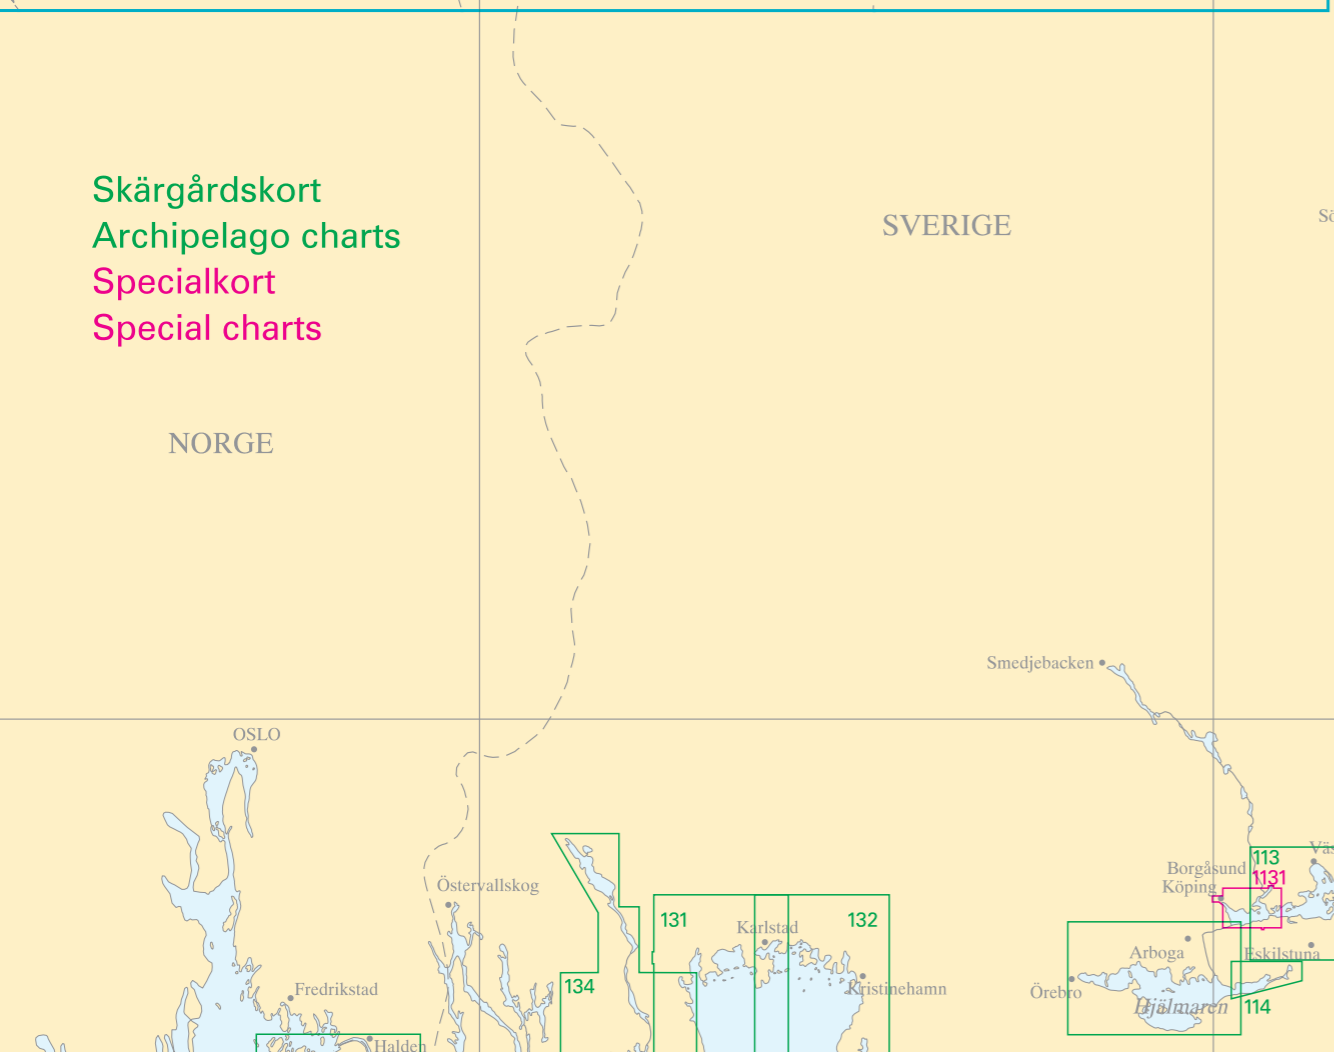 Skärgårdskort
Archipelago charts
Specialkort
Special charts
SVERIGE
NORGE
Smedjebacken
OSLO
113
1131
Borgåsund
Köping
Östervallskog
131
Karlstad
132
Arboga
Eskilstuna
134
Kristinehamn
Örebro
Hjälmaren
114
Fredrikstad
Halden